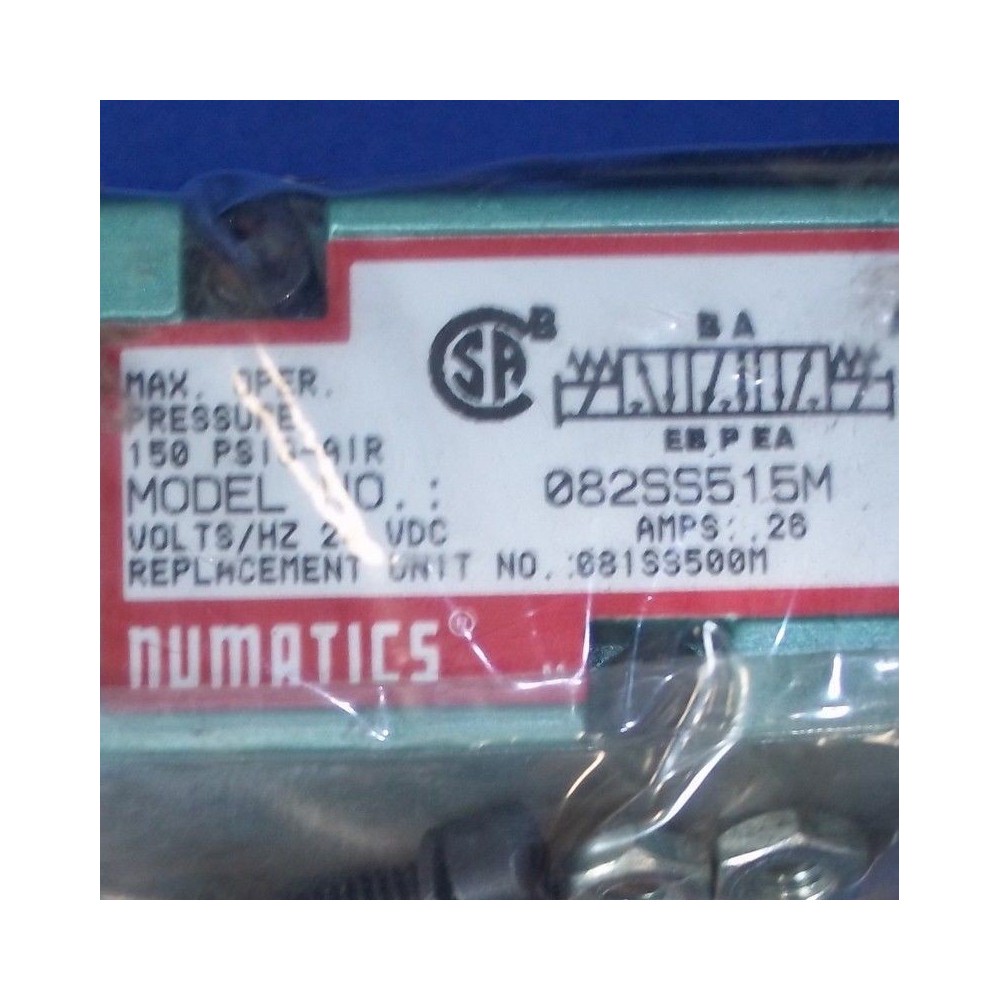 SA B
B A
MAX. OPER.
PRESSURE
150 PSIG-AIR
EB P EA
MODEL NO.: 082SS515M
VOLTS/HZ VDC AMPS: .26
REPLACEMENT UNIT NO.:081SS500M
NUMATICS®